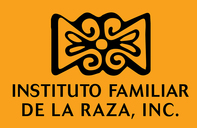 INSTITUTO FAMILIAR
DE LA RAZA, INC.